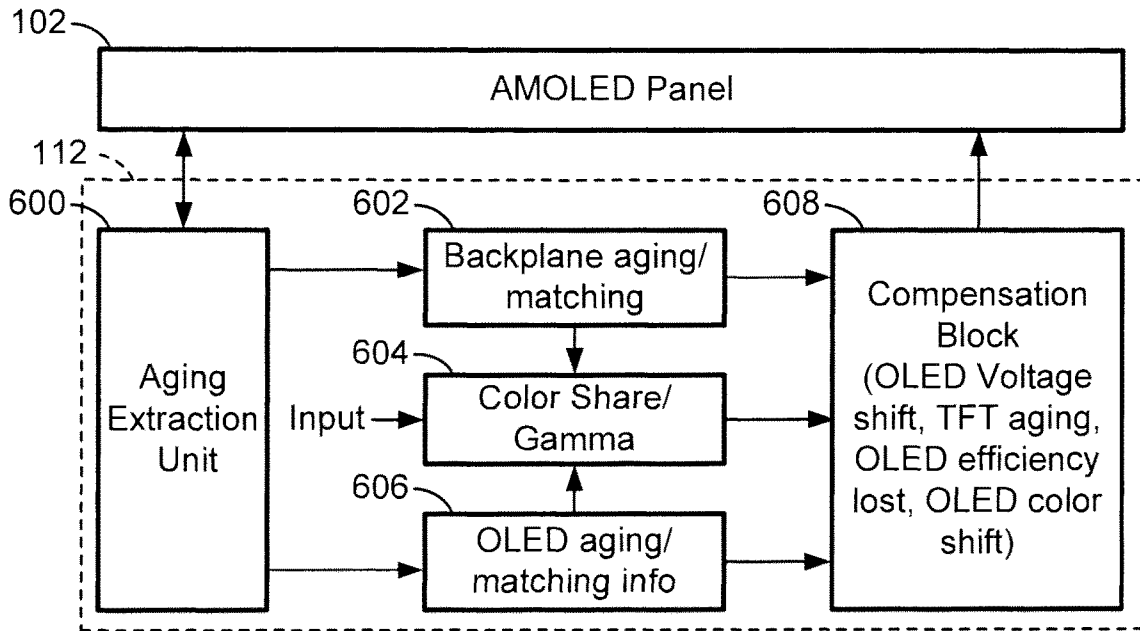 102
AMOLED Panel
112
600
602
608
Backplane aging/
matching
Compensation
Block
(OLED Voltage
shift, TFT aging,
OLED efficiency
lost, OLED color
shift)
604
Aging
Extraction
Unit
Input
Color Share/
Gamma
606
OLED aging/
matching info